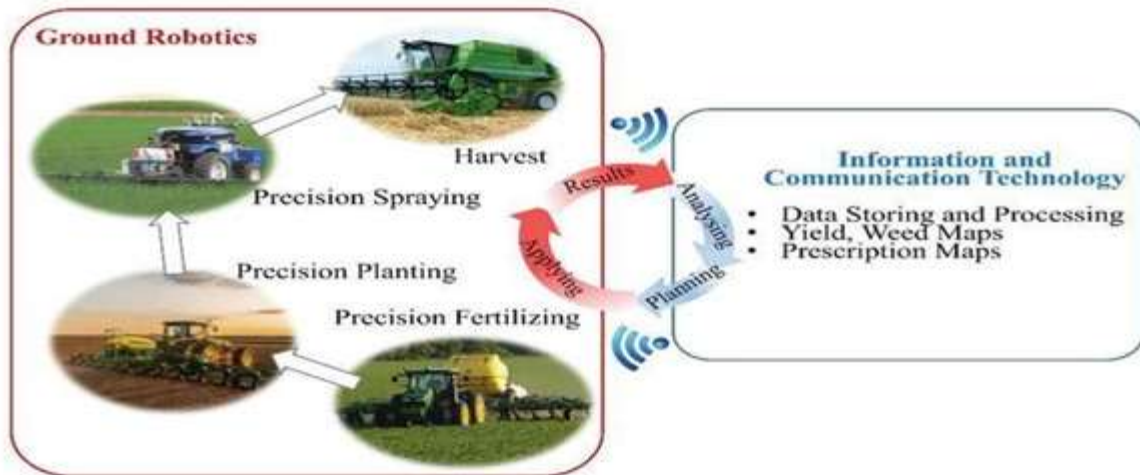 Ground Robotics
Harvest
Precision Spraying
Precision Planting
Precision Fertilizing
Results
Analysing
Planning
Applying
Information and
Communication Technology
• Data Storing and Processing
• Yield, Weed Maps
• Prescription Maps